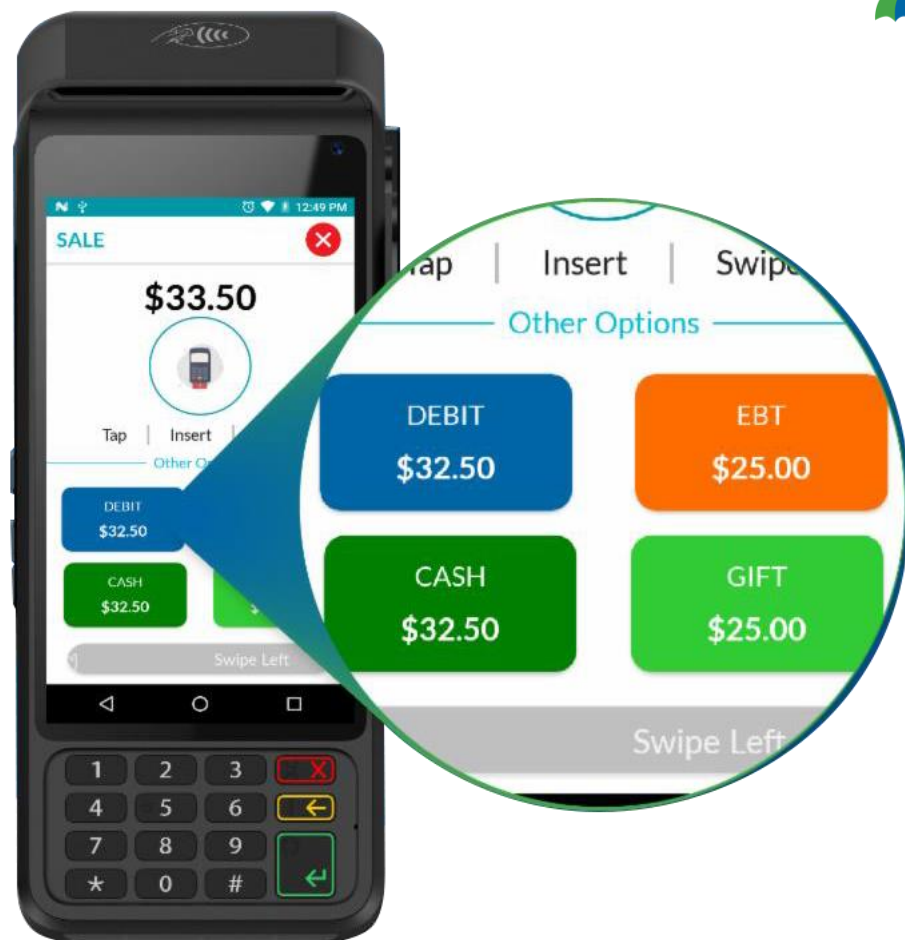 12:49 PM
SALE
$33.50
Tap | Insert |
Other
DEBIT
$32.50
CASH
$32.50
$
Swipe Left
1 2 3 X
4 5 6
7 8 9
* 0 #
Insert | 
Other Options
DEBIT
$32.50
EBT
$25.00
CASH
$32.50
GIFT
$25.00
Swipe Left